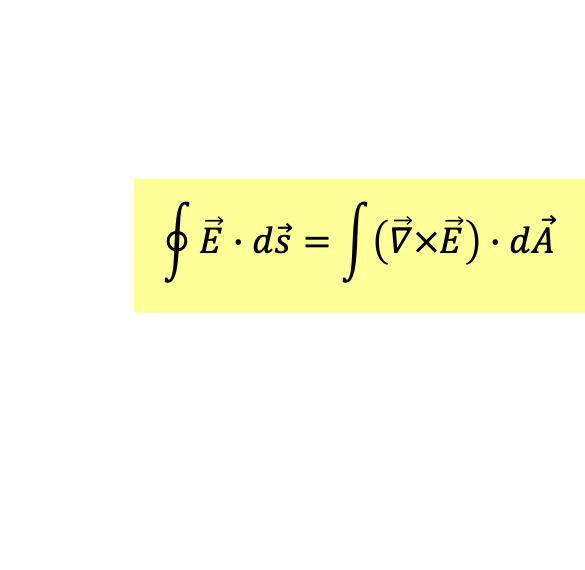 ∮ E⃗ · ds⃗ = ∫ (∇⃗ × E⃗) · dA⃗